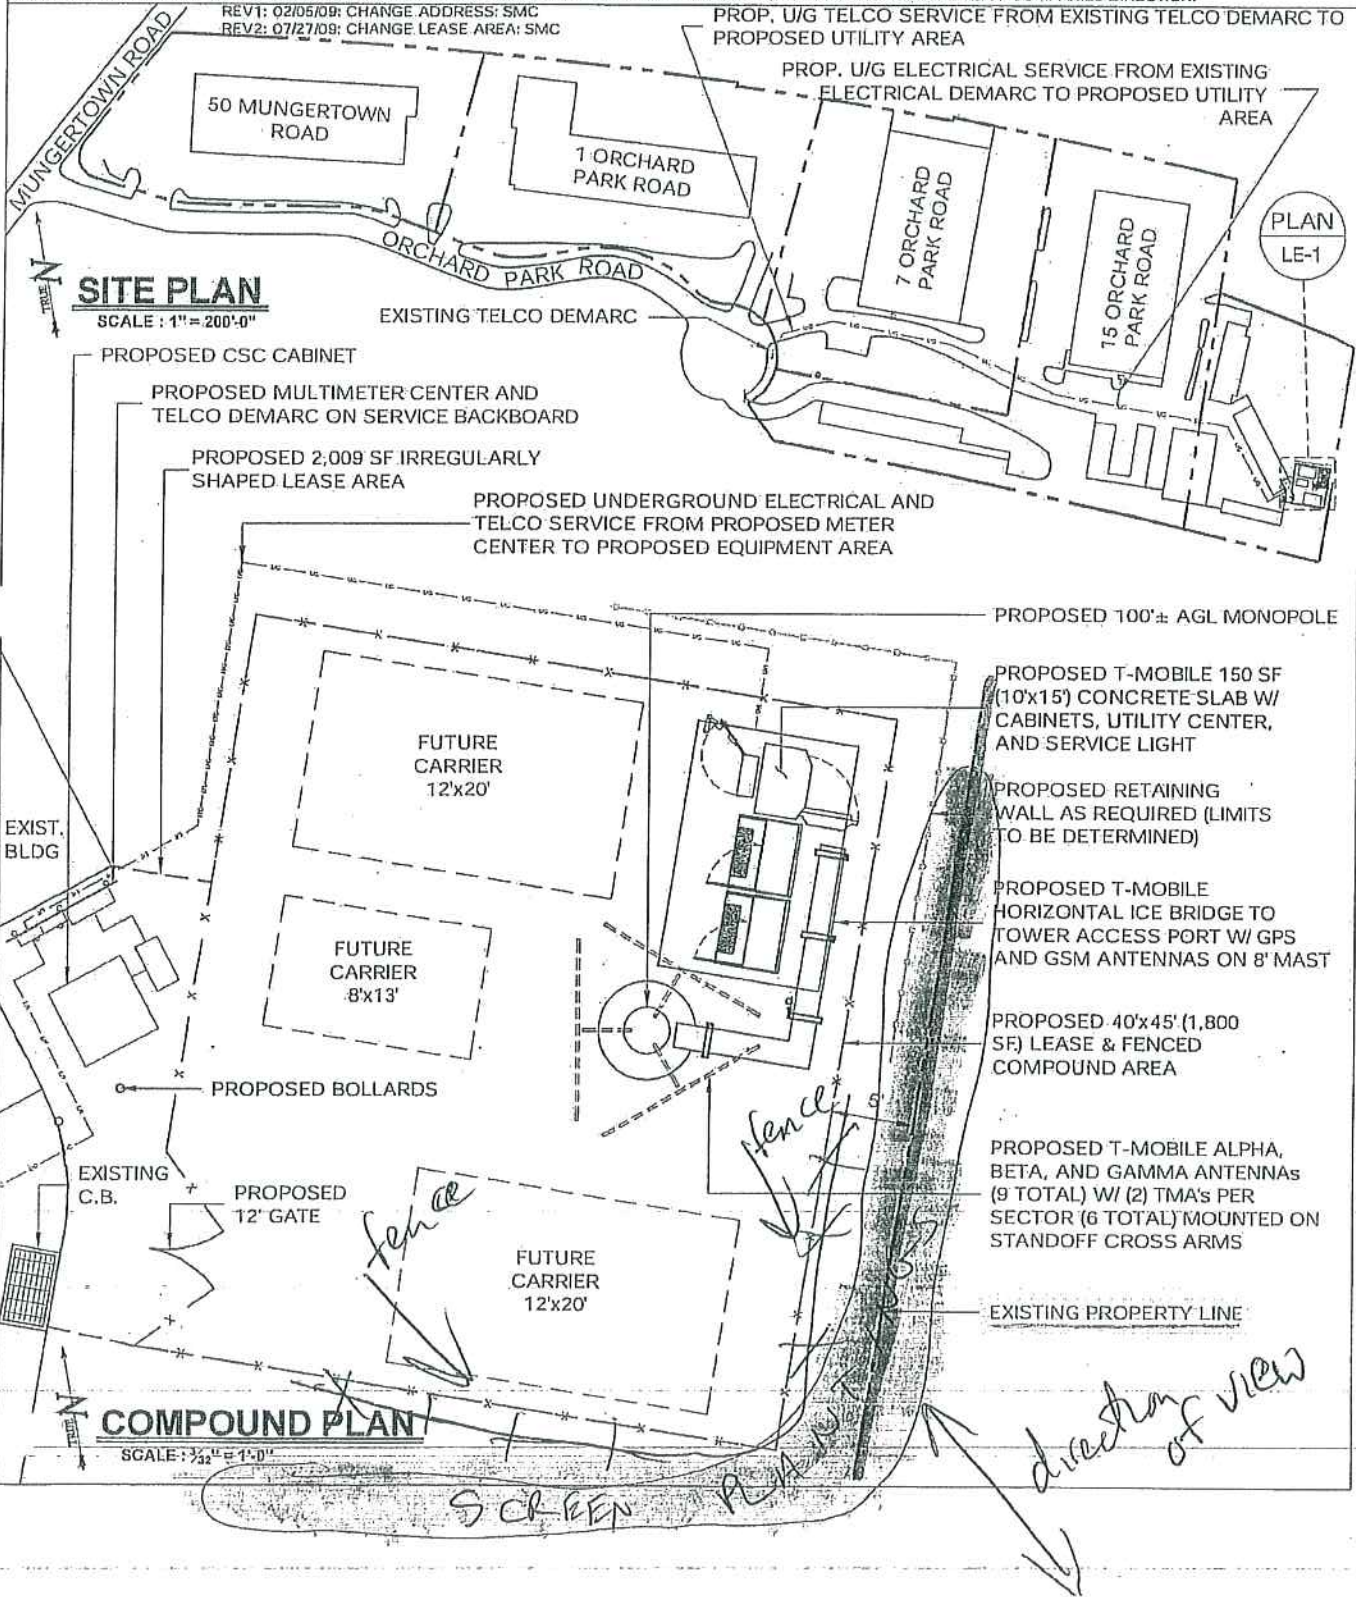 REV1: 02/05/09: CHANGE ADDRESS: SMC
REV2: 07/27/09: CHANGE LEASE AREA: SMC
PROP. U/G TELCO SERVICE FROM EXISTING TELCO DEMARC TO
PROPOSED UTILITY AREA
PROP. U/G ELECTRICAL SERVICE FROM EXISTING
ELECTRICAL DEMARC TO PROPOSED UTILITY
AREA
MUNGERTOWN ROAD
50 MUNGERTOWN
ROAD
1 ORCHARD
PARK ROAD
7 ORCHARD
PARK ROAD
15 ORCHARD
PARK ROAD
PLAN
LE-1
ORCHARD PARK ROAD
TRUE N
SITE PLAN
SCALE : 1" = 200'-0"
EXISTING TELCO DEMARC
PROPOSED CSC CABINET
PROPOSED MULTIMETER CENTER AND
TELCO DEMARC ON SERVICE BACKBOARD
PROPOSED 2,009 SF IRREGULARLY
SHAPED LEASE AREA
PROPOSED UNDERGROUND ELECTRICAL AND
TELCO SERVICE FROM PROPOSED METER
CENTER TO PROPOSED EQUIPMENT AREA
PROPOSED 100'± AGL MONOPOLE
PROPOSED T-MOBILE 150 SF
(10'x15') CONCRETE SLAB W/
CABINETS, UTILITY CENTER,
AND SERVICE LIGHT
FUTURE
CARRIER
12'x20'
PROPOSED RETAINING
WALL AS REQUIRED (LIMITS
TO BE DETERMINED)
EXIST.
BLDG
PROPOSED T-MOBILE
HORIZONTAL ICE BRIDGE TO
TOWER ACCESS PORT W/ GPS
AND GSM ANTENNAS ON 8' MAST
FUTURE
CARRIER
8'x13'
PROPOSED 40'x45' (1,800
SF) LEASE & FENCED
COMPOUND AREA
PROPOSED BOLLARDS
fence
5'
PROPOSED T-MOBILE ALPHA,
BETA, AND GAMMA ANTENNAs
(9 TOTAL) W/ (2) TMA's PER
SECTOR (6 TOTAL) MOUNTED ON
STANDOFF CROSS ARMS
EXISTING
C.B.
PROPOSED
12' GATE
fence
FUTURE
CARRIER
12'x20'
EXISTING PROPERTY LINE
direction
of view
TRUE N
COMPOUND PLAN
SCALE : 3/32" = 1'-0"
SCREEN PLANTINGS